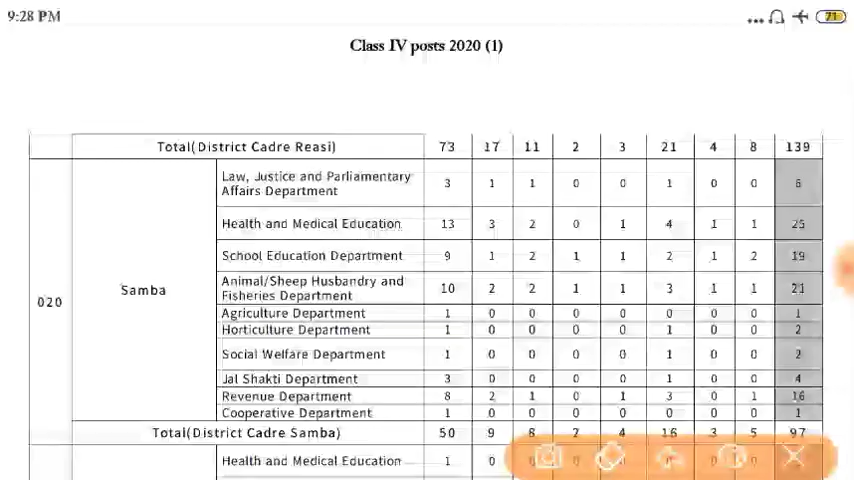 9:28 PM
71
Class IV posts 2020 (1)
Total(District Cadre Reasi) 73 17 11 2 3 21 4 8 139
Law, Justice and Parliamentary
Affairs Department 3 1 1 0 0 1 0 0 6
Health and Medical Education 13 3 2 0 1 4 1 1 25
School Education Department 9 1 2 1 1 2 1 2 19
020 Samba
Animal/Sheep Husbandry and
Fisheries Department 10 2 2 1 1 3 1 1 21
Agriculture Department 1 0 0 0 0 0 0 0 1
Horticulture Department 1 0 0 0 0 1 0 0 2
Social Welfare Department 1 0 0 0 0 1 0 0 2
Jal Shakti Department 3 0 0 0 0 1 0 0 4
Revenue Department 8 2 1 0 1 3 0 1 16
Cooperative Department 1 0 0 0 0 0 0 0 1
Total(District Cadre Samba) 50 9 8 2 4 16 3 5 97
Health and Medical Education 1 0